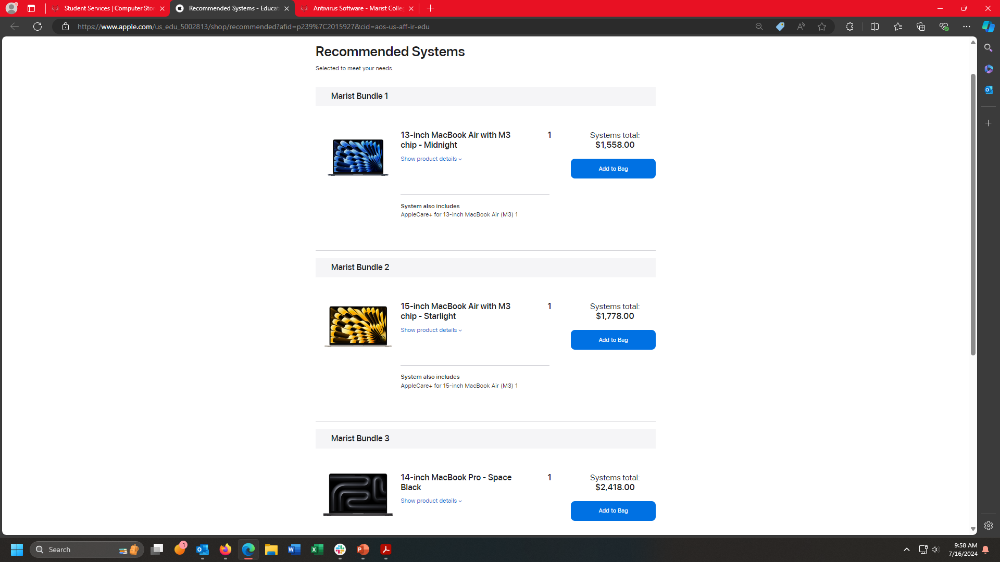 Student Services | Computer Stor
Recommended Systems - Educat
Antivirus Software - Marist Colleg
https://www.apple.com/us_edu_5002813/shop/recommended?afid=p239%7C2015927&cid=aos-us-aff-ir-edu
Recommended Systems
Selected to meet your needs.
Marist Bundle 1
13-inch MacBook Air with M3
chip - Midnight
1
Systems total:
$1,558.00
Show product details
Add to Bag
System also includes
AppleCare+ for 13-inch MacBook Air (M3) 1
Marist Bundle 2
15-inch MacBook Air with M3
chip - Starlight
1
Systems total:
$1,778.00
Show product details
Add to Bag
System also includes
AppleCare+ for 15-inch MacBook Air (M3) 1
Marist Bundle 3
14-inch MacBook Pro - Space
Black
1
Systems total:
$2,418.00
Show product details
Add to Bag
Search
1
9:58 AM
7/16/2024